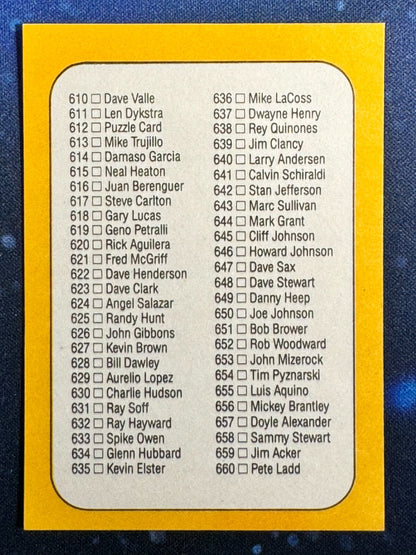 610 ☐ Dave Valle
611 ☐ Len Dykstra
612 ☐ Puzzle Card
613 ☐ Mike Trujillo
614 ☐ Damaso Garcia
615 ☐ Neal Heaton
616 ☐ Juan Berenguer
617 ☐ Steve Carlton
618 ☐ Gary Lucas
619 ☐ Geno Petralli
620 ☐ Rick Aguilera
621 ☐ Fred McGriff
622 ☐ Dave Henderson
623 ☐ Dave Clark
624 ☐ Angel Salazar
625 ☐ Randy Hunt
626 ☐ John Gibbons
627 ☐ Kevin Brown
628 ☐ Bill Dawley
629 ☐ Aurelio Lopez
630 ☐ Charlie Hudson
631 ☐ Ray Soff
632 ☐ Ray Hayward
633 ☐ Spike Owen
634 ☐ Glenn Hubbard
635 ☐ Kevin Elster
636 ☐ Mike LaCoss
637 ☐ Dwayne Henry
638 ☐ Rey Quinones
639 ☐ Jim Clancy
640 ☐ Larry Andersen
641 ☐ Calvin Schiraldi
642 ☐ Stan Jefferson
643 ☐ Marc Sullivan
644 ☐ Mark Grant
645 ☐ Cliff Johnson
646 ☐ Howard Johnson
647 ☐ Dave Sax
648 ☐ Dave Stewart
649 ☐ Danny Heep
650 ☐ Joe Johnson
651 ☐ Bob Brower
652 ☐ Rob Woodward
653 ☐ John Mizerock
654 ☐ Tim Pyznarski
655 ☐ Luis Aquino
656 ☐ Mickey Brantley
657 ☐ Doyle Alexander
658 ☐ Sammy Stewart
659 ☐ Jim Acker
660 ☐ Pete Ladd